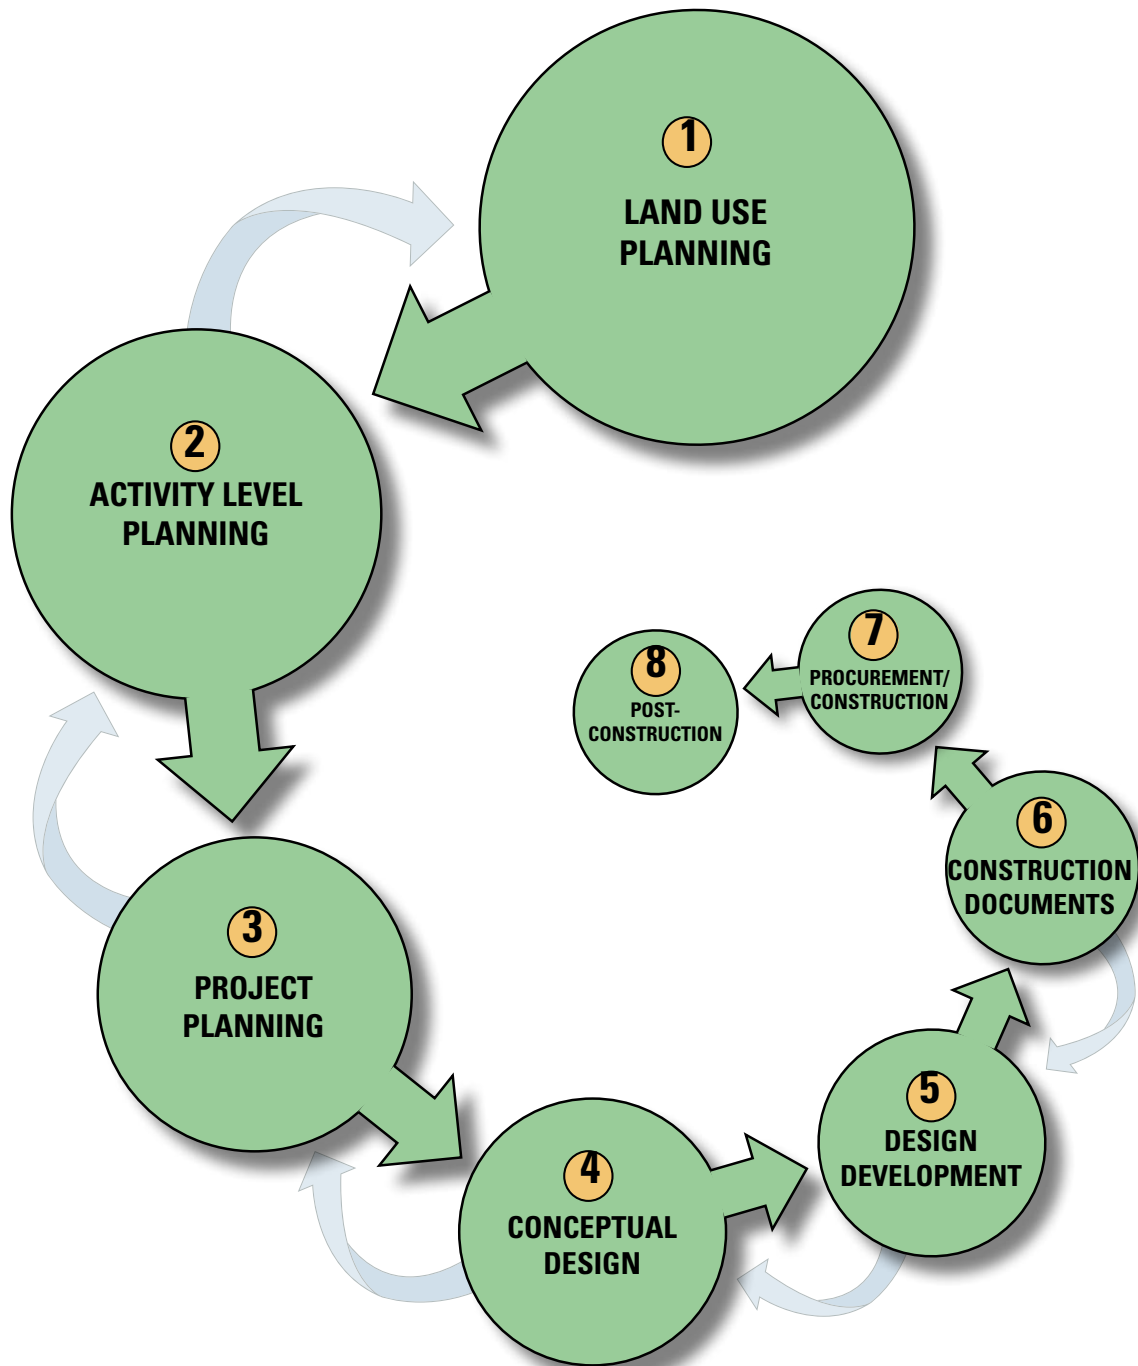 1
LAND USE
PLANNING
2
ACTIVITY LEVEL
PLANNING
3
PROJECT
PLANNING
4
CONCEPTUAL
DESIGN
5
DESIGN
DEVELOPMENT
6
CONSTRUCTION
DOCUMENTS
7
PROCUREMENT/
CONSTRUCTION
8
POST-
CONSTRUCTION